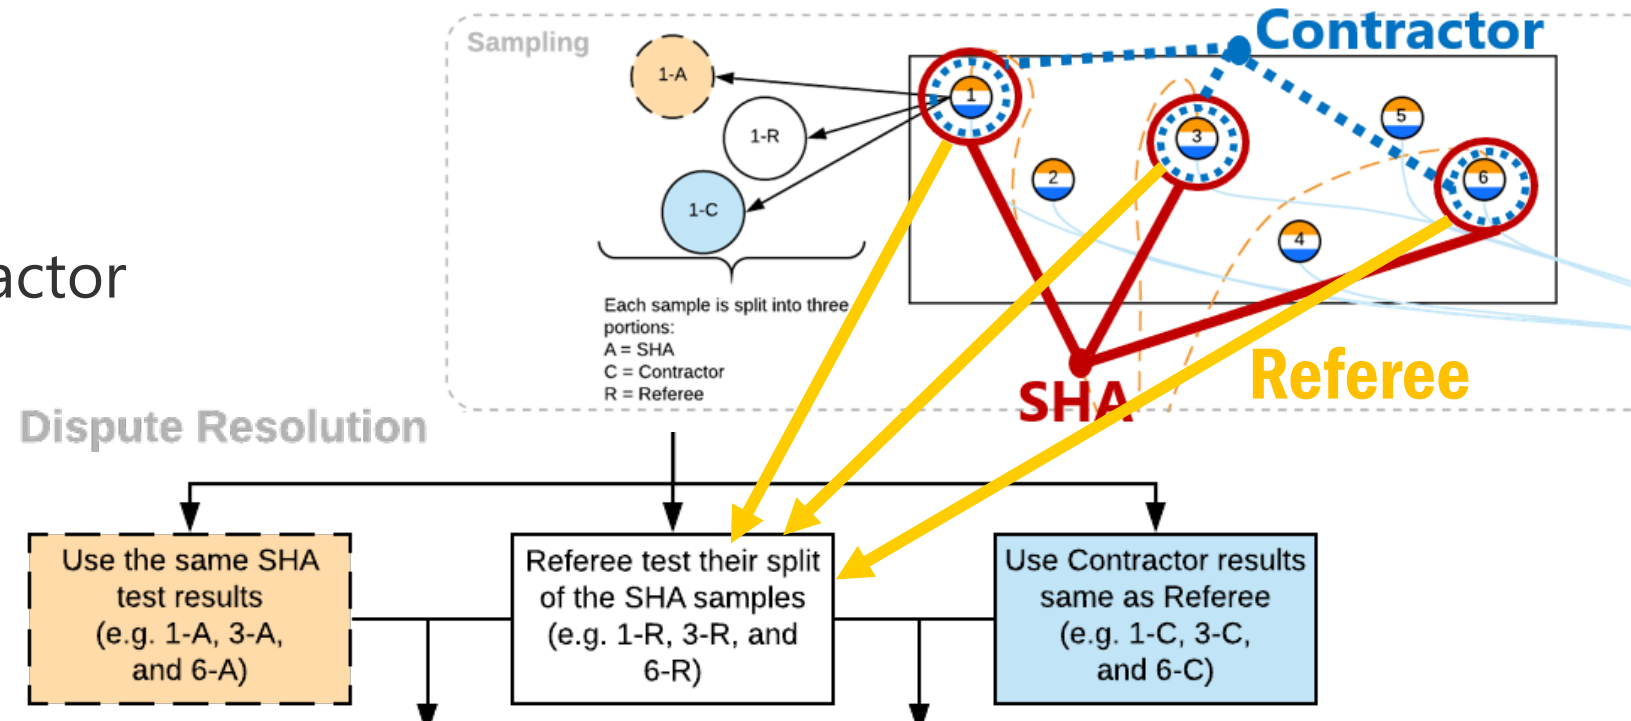 Sampling
Contractor
1-A
1-R
1-C
1
2
3
4
5
6
actor
Each sample is split into three
portions:
A = SHA
C = Contractor
R = Referee
SHA
Referee
Dispute Resolution
Use the same SHA
test results
(e.g. 1-A, 3-A,
and 6-A)
Referee test their split
of the SHA samples
(e.g. 1-R, 3-R, and
6-R)
Use Contractor results
same as Referee
(e.g. 1-C, 3-C,
and 6-C)